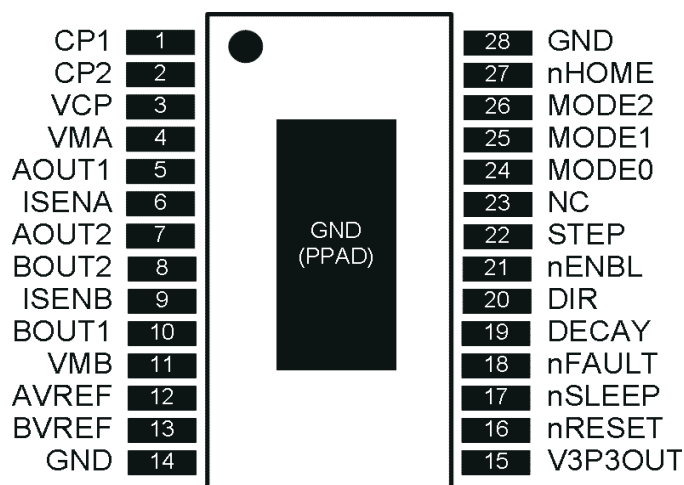 CP1 1 28 GND
CP2 2 27 nHOME
VCP 3 26 MODE2
VMA 4 25 MODE1
AOUT1 5 24 MODE0
ISENA 6 23 NC
AOUT2 7 22 STEP
GND
(PPAD)
BOUT2 8 21 nENBL
ISENB 9 20 DIR
BOUT1 10 19 DECAY
VMB 11 18 nFAULT
AVREF 12 17 nSLEEP
BVREF 13 16 nRESET
GND 14 15 V3P3OUT